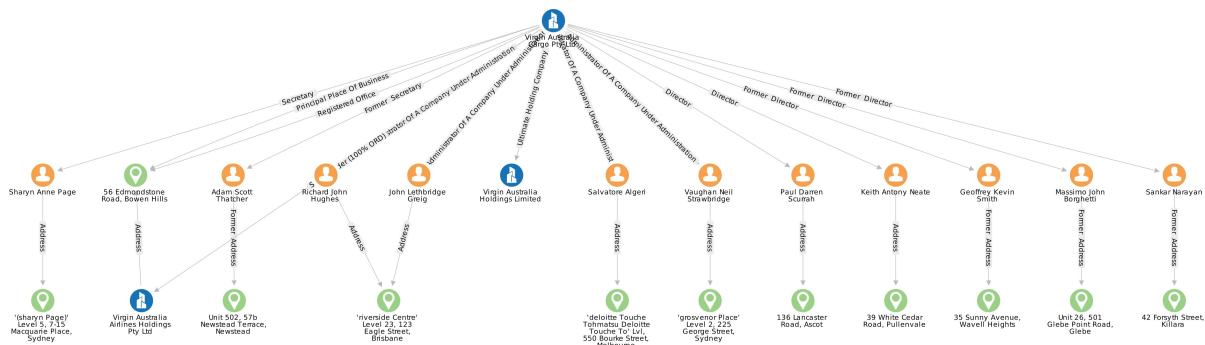 Virgin Australia
Cargo Pty Ltd
Secretary
Principal Place Of Business
Registered Office
Former Secretary
Ultimate Holding Company
Administrator Of A Company Under Administration
Director
Director
Former Director
Former Director
Former Director
Sharyn Anne Page
56 Edmondstone
Road, Bowen Hills
Adam Scott
Thatcher
Richard John
Hughes
John Lethbridge
Greig
Virgin Australia
Holdings Limited
Salvatore Algeri
Vaughan Neil
Strawbridge
Paul Darren
Scurrah
Keith Antony Neate
Geoffrey Kevin
Smith
Massimo John
Borghetti
Sankar Narayan
Address
Address
Former Address
Address
Address
Address
Address
Address
Address
Former Address
Former Address
Former Address
'(sharyn Page)'
Level 5, 7-15
Macquarie Place,
Sydney
Virgin Australia
Airlines Holdings
Pty Ltd
Unit 502, 57b
Newstead Terrace,
Newstead
'riverside Centre'
Level 23, 123
Eagle Street,
Brisbane
'deloitte Touche
Tohmatsu Deloitte
Touche To' Lvl,
550 Bourke Street,
'grosvenor Place'
Level 2, 225
George Street,
Sydney
136 Lancaster
Road, Ascot
39 White Cedar
Road, Pullenvale
35 Sunny Avenue,
Wavell Heights
Unit 26, 501
Glebe Point Road,
Glebe
42 Forsyth Street,
Killara